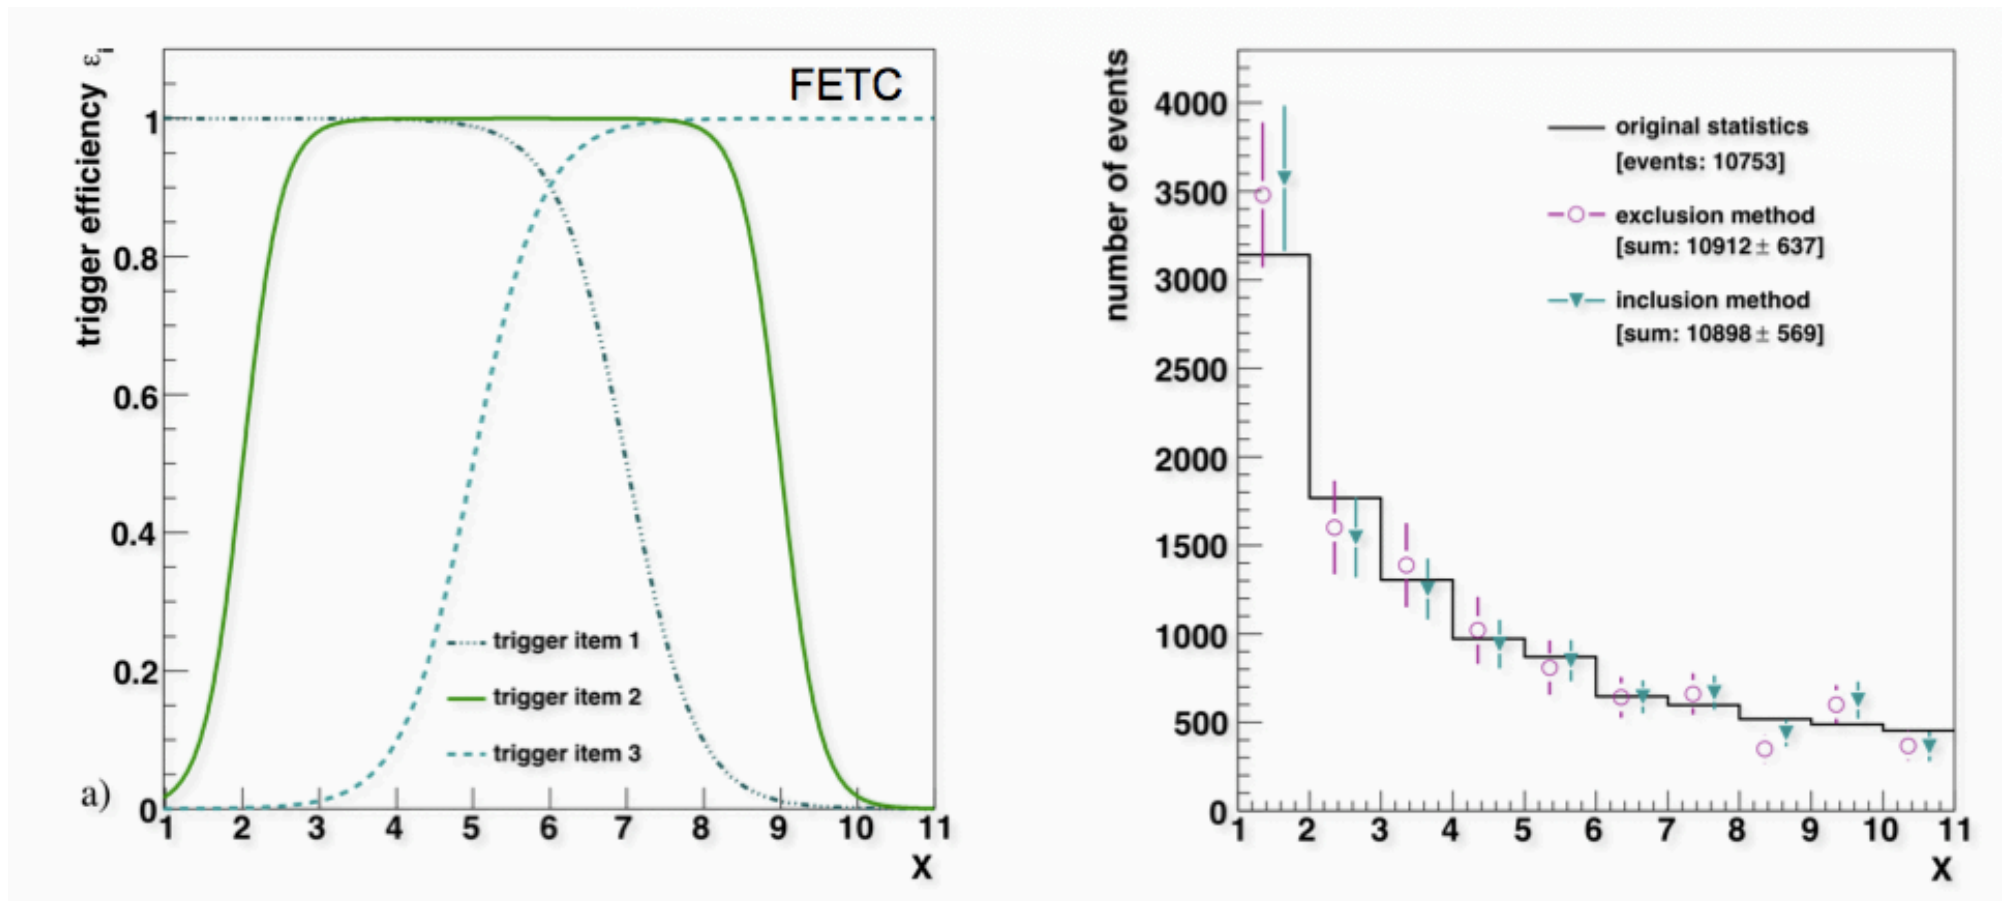 trigger efficiency εi
FETC
1
0.8
0.6
0.4
0.2
0
trigger item 1
trigger item 2
trigger item 3
a)
1 2 3 4 5 6 7 8 9 10 11
X
number of events
4000
3500
3000
2500
2000
1500
1000
500
0
original statistics
[events: 10753]
exclusion method
[sum: 10912 ± 637]
inclusion method
[sum: 10898 ± 569]
1 2 3 4 5 6 7 8 9 10 11
X